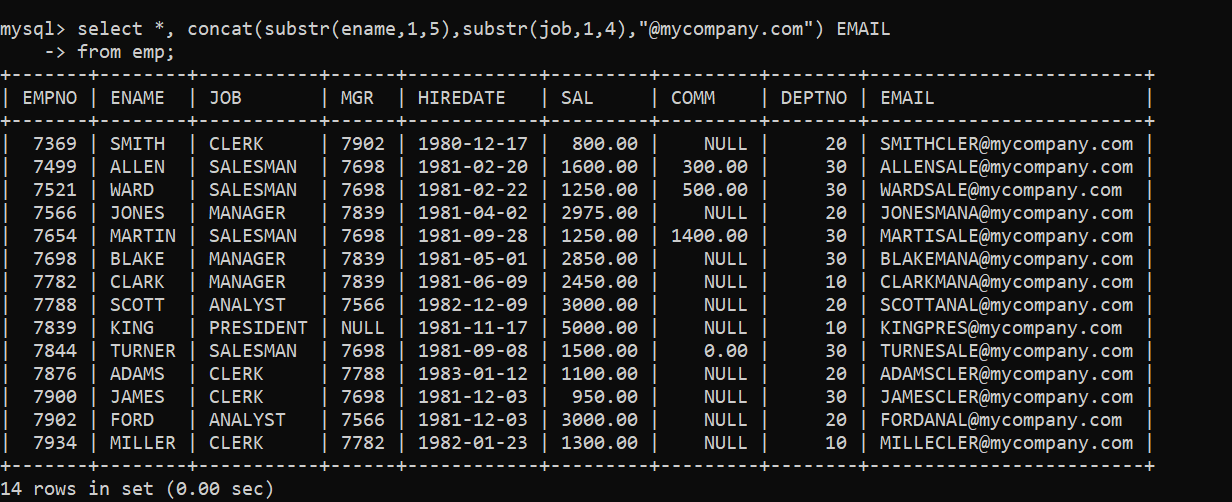 mysql> select *, concat(substr(ename,1,5),substr(job,1,4),"@mycompany.com") EMAIL
    -> from emp;
+-------+--------+-----------+------+------------+---------+---------+--------+-------------------------+
| EMPNO | ENAME  | JOB       | MGR  | HIREDATE   | SAL     | COMM    | DEPTNO | EMAIL                   |
+-------+--------+-----------+------+------------+---------+---------+--------+-------------------------+
|  7369 | SMITH  | CLERK     | 7902 | 1980-12-17 |  800.00 |    NULL |     20 | SMITHCLER@mycompany.com |
|  7499 | ALLEN  | SALESMAN  | 7698 | 1981-02-20 | 1600.00 |  300.00 |     30 | ALLENSALE@mycompany.com |
|  7521 | WARD   | SALESMAN  | 7698 | 1981-02-22 | 1250.00 |  500.00 |     30 | WARDSALE@mycompany.com  |
|  7566 | JONES  | MANAGER   | 7839 | 1981-04-02 | 2975.00 |    NULL |     20 | JONESMANA@mycompany.com |
|  7654 | MARTIN | SALESMAN  | 7698 | 1981-09-28 | 1250.00 | 1400.00 |     30 | MARTISALE@mycompany.com |
|  7698 | BLAKE  | MANAGER   | 7839 | 1981-05-01 | 2850.00 |    NULL |     30 | BLAKEMANA@mycompany.com |
|  7782 | CLARK  | MANAGER   | 7839 | 1981-06-09 | 2450.00 |    NULL |     10 | CLARKMANA@mycompany.com |
|  7788 | SCOTT  | ANALYST   | 7566 | 1982-12-09 | 3000.00 |    NULL |     20 | SCOTTANAL@mycompany.com |
|  7839 | KING   | PRESIDENT | NULL | 1981-11-17 | 5000.00 |    NULL |     10 | KINGPRES@mycompany.com  |
|  7844 | TURNER | SALESMAN  | 7698 | 1981-09-08 | 1500.00 |    0.00 |     30 | TURNESALE@mycompany.com |
|  7876 | ADAMS  | CLERK     | 7788 | 1983-01-12 | 1100.00 |    NULL |     20 | ADAMSCLER@mycompany.com |
|  7900 | JAMES  | CLERK     | 7698 | 1981-12-03 |  950.00 |    NULL |     30 | JAMESCLER@mycompany.com |
|  7902 | FORD   | ANALYST   | 7566 | 1981-12-03 | 3000.00 |    NULL |     20 | FORDANAL@mycompany.com  |
|  7934 | MILLER | CLERK     | 7782 | 1982-01-23 | 1300.00 |    NULL |     10 | MILLECLER@mycompany.com |
+-------+--------+-----------+------+------------+---------+---------+--------+-------------------------+
14 rows in set (0.00 sec)